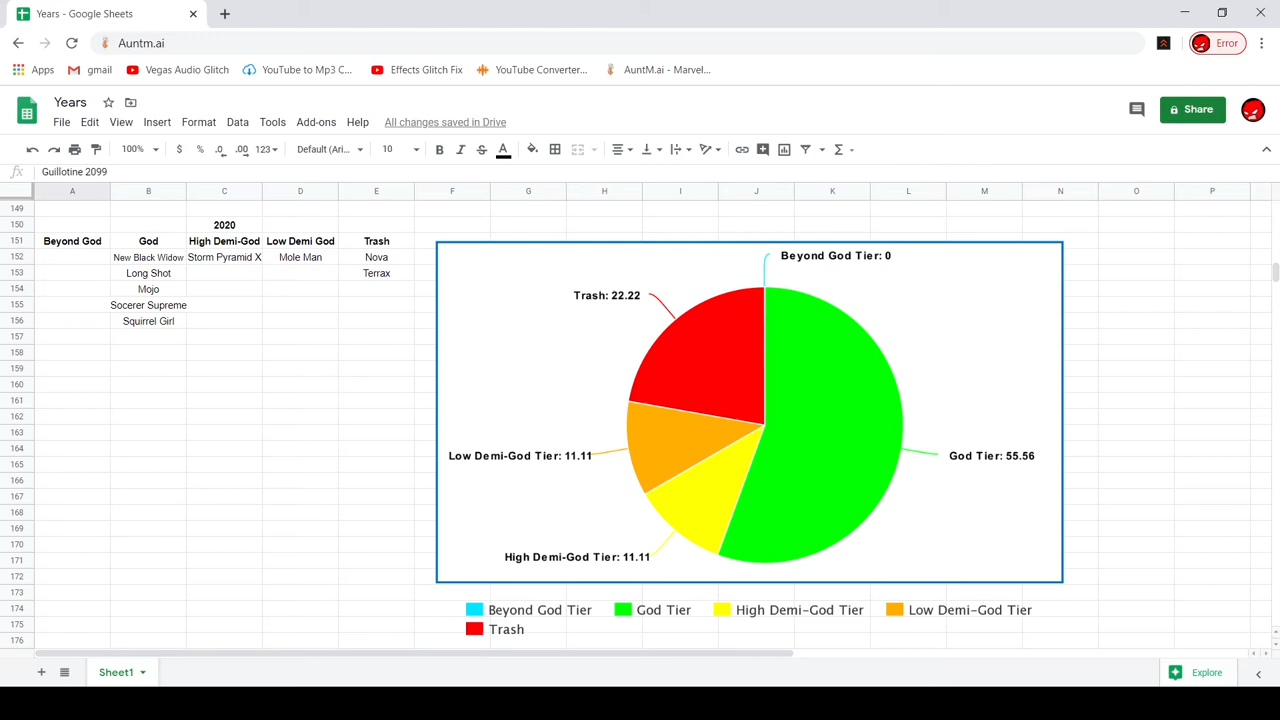 Years - Google Sheets
Auntm.ai
Error
Apps gmail Vegas Audio Glitch YouTube to Mp3 C... Effects Glitch Fix YouTube Converter... AuntM.ai - Marvel...
Years
File Edit View Insert Format Data Tools Add-ons Help All changes saved in Drive
Share
100% $ % .0 .00 123 Default (Ari... 10 B I S A
fx Guillotine 2099
A B C D E F G H I J K L M N O P
149
150 2020
151 Beyond God God High Demi-God Low Demi God Trash
152 New Black Widow Storm Pyramid X Mole Man Nova
153 Long Shot Terrax
154 Mojo
155 Socerer Supreme
156 Squirrel Girl
157
158
159
160
161
162
163
164
165
166
167
168
169
170
171
172
173
174
175
176
Beyond God Tier: 0
Trash: 22.22
Low Demi-God Tier: 11.11
God Tier: 55.56
High Demi-God Tier: 11.11
Beyond God Tier God Tier High Demi-God Tier Low Demi-God Tier
Trash
Sheet1
Explore